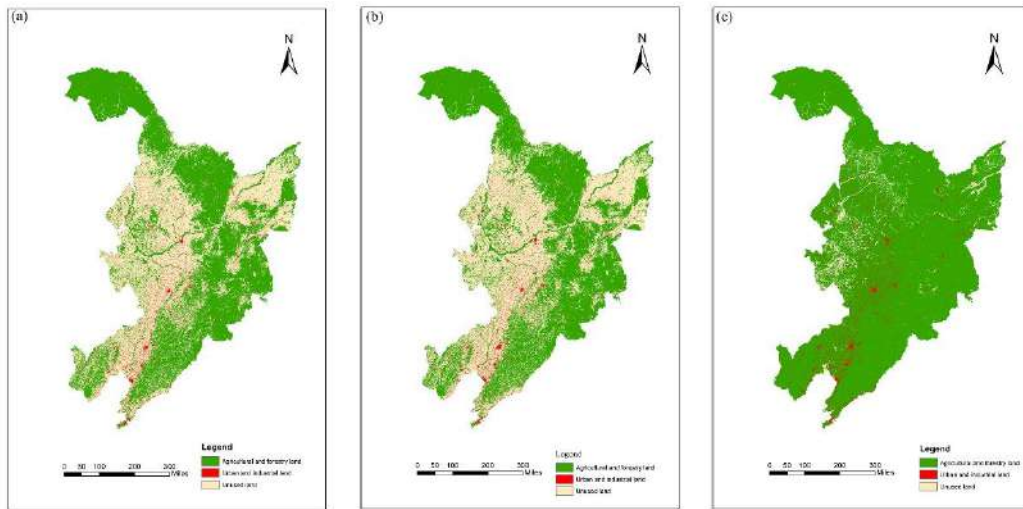 (a)
N
Legend
Agricultural and forestry land
Urban and industrial land
Unused land
0 50 100 200 300
Miles
(b)
N
Legend
Agricultural and forestry land
Urban and industrial land
Unused land
0 50 100 200 300
Miles
(c)
N
Legend
Agricultural and forestry land
Urban and industrial land
Unused land
0 50 100 200 300
Miles